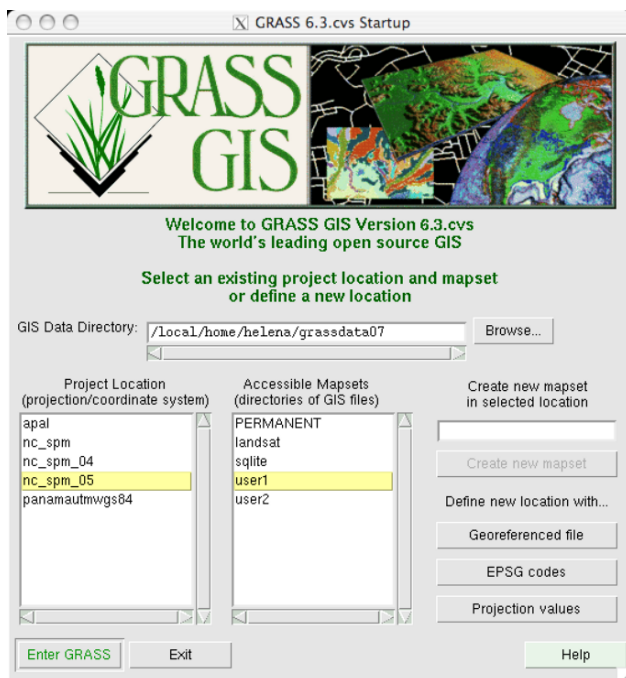 GRASS 6.3.cvs Startup
GRASS
GIS
Welcome to GRASS GIS Version 6.3.cvs
The world's leading open source GIS
Select an existing project location and mapset
or define a new location
GIS Data Directory:
/local/home/helena/grassdata07
Browse...
Project Location
(projection/coordinate system)
apal
nc_spm
nc_spm_04
nc_spm_05
panamautmwgs84
Accessible Mapsets
(directories of GIS files)
PERMANENT
landsat
sqlite
user1
user2
Create new mapset
in selected location
Create new mapset
Define new location with...
Georeferenced file
EPSG codes
Projection values
Enter GRASS
Exit
Help